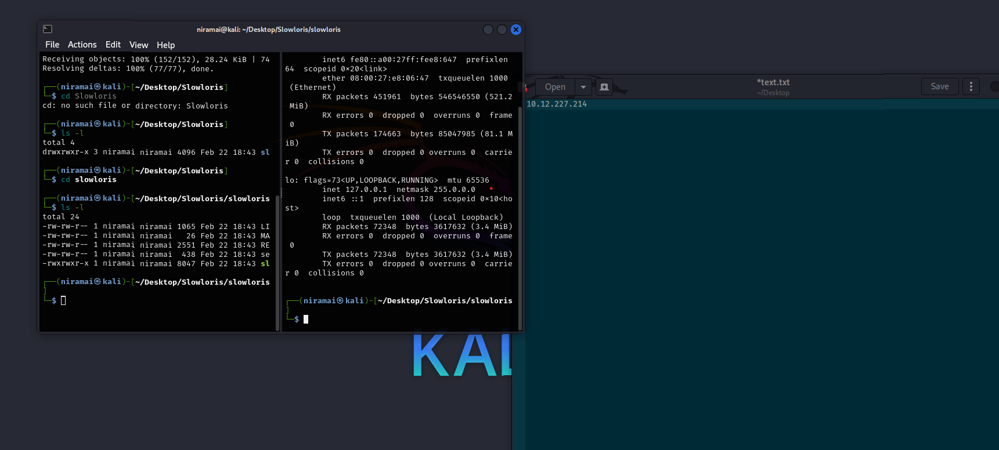 niramai@kali: ~/Desktop/Slowloris/slowloris
File Actions Edit View Help
Receiving objects: 100% (152/152), 28.24 KiB | 74
Resolving deltas: 100% (77/77), done.
┌──(niramai㉿kali)-[~/Desktop/Slowloris]
└─$ cd Slowloris
cd: no such file or directory: Slowloris
┌──(niramai㉿kali)-[~/Desktop/Slowloris]
└─$ ls -l
total 4
drwxrwxr-x 3 niramai niramai 4096 Feb 22 18:43 sl
┌──(niramai㉿kali)-[~/Desktop/Slowloris]
└─$ cd slowloris
┌──(niramai㉿kali)-[~/Desktop/Slowloris/slowloris
└─$ ls -l
total 24
-rw-rw-r-- 1 niramai niramai 1065 Feb 22 18:43 LI
-rw-rw-r-- 1 niramai niramai   26 Feb 22 18:43 MA
-rw-rw-r-- 1 niramai niramai 2551 Feb 22 18:43 RE
-rw-rw-r-- 1 niramai niramai  438 Feb 22 18:43 se
-rwxrwxr-x 1 niramai niramai 8047 Feb 22 18:43 sl
┌──(niramai㉿kali)-[~/Desktop/Slowloris/slowloris
]
└─$
inet6 fe80::a00:27ff:fee8:647  prefixlen
64  scopeid 0×20<link>
ether 08:00:27:e8:06:47  txqueuelen 1000
(Ethernet)
RX packets 451961  bytes 546546550 (521.2
MiB)
RX errors 0  dropped 0  overruns 0  frame
0
TX packets 174663  bytes 85047985 (81.1 M
iB)
TX errors 0  dropped 0 overruns 0  carrie
r 0  collisions 0
lo: flags=73<UP,LOOPBACK,RUNNING>  mtu 65536
inet 127.0.0.1  netmask 255.0.0.0
inet6 ::1  prefixlen 128  scopeid 0×10<ho
st>
loop  txqueuelen 1000  (Local Loopback)
RX packets 72348  bytes 3617632 (3.4 MiB)
RX errors 0  dropped 0  overruns 0  frame
0
TX packets 72348  bytes 3617632 (3.4 MiB)
TX errors 0  dropped 0 overruns 0  carrie
r 0  collisions 0
┌──(niramai㉿kali)-[~/Desktop/Slowloris/slowloris
]
└─$
Open
*text.txt
~/Desktop
Save
10.12.227.214
KAL